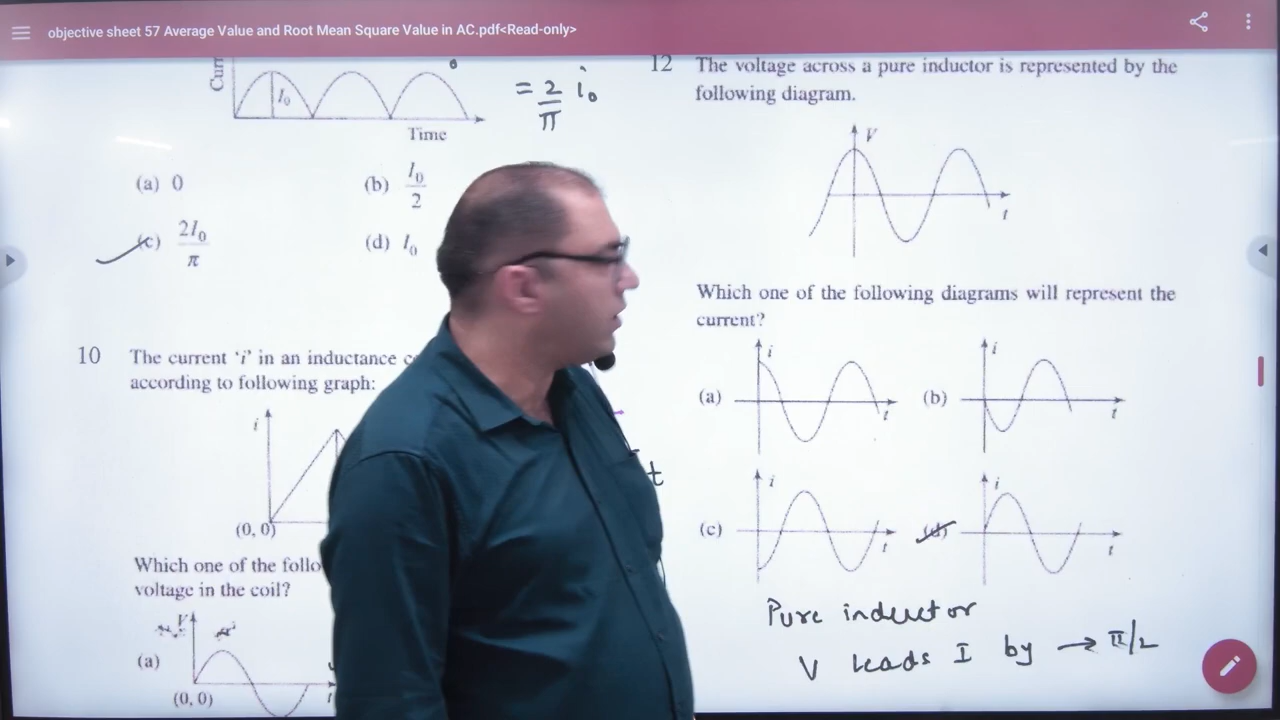 objective sheet 57 Average Value and Root Mean Square Value in AC.pdf<Read-only>
I₀
Time
= 2/π i₀
(a) 0
(b) I₀/2
(c) 2I₀/π
(d) I₀
10 The current 'i' in an inductance
according to following graph:
i
(0, 0)
t
Which one of the
voltage in the coil?
V
(a)
(0, 0)
t
12 The voltage across a pure inductor is represented by the
following diagram.
V
t
Which one of the following diagrams will represent the
current?
(a) i t
(b) i t
(c) i t
(d) i t
Pure inductor
V leads I by → π/2